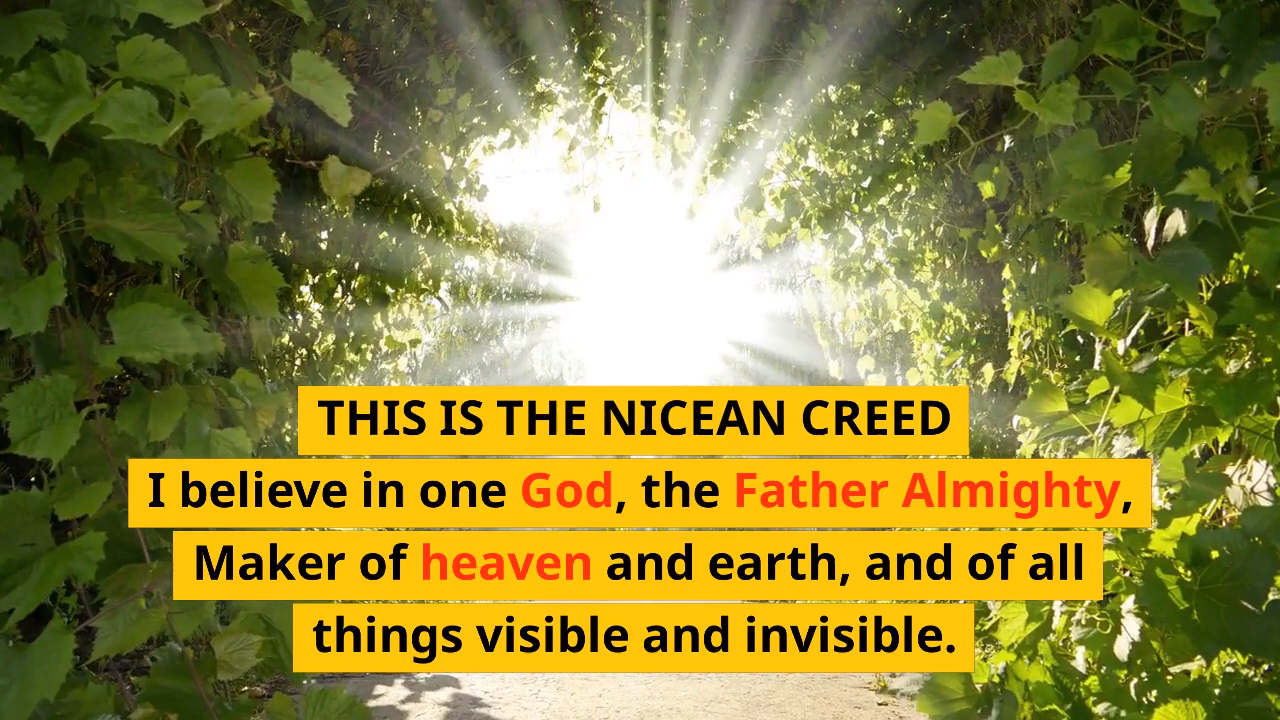 THIS IS THE NICEAN CREED
I believe in one God, the Father Almighty,
Maker of heaven and earth, and of all
things visible and invisible.